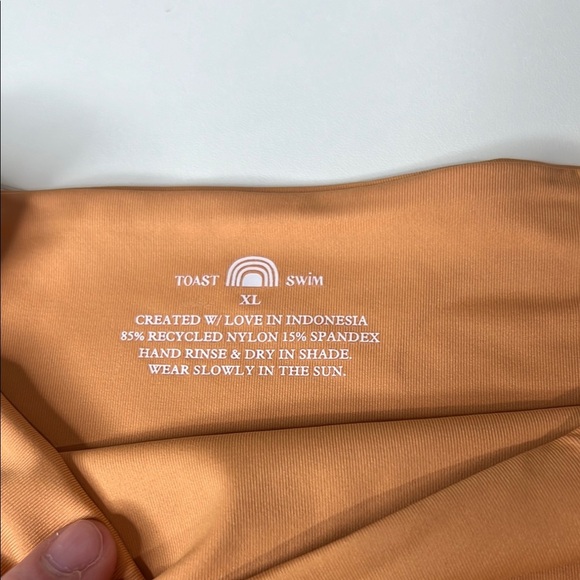 TOAST SWiM
XL
CREATED W/ LOVE IN INDONESIA
85% RECYCLED NYLON 15% SPANDEX
HAND RINSE & DRY IN SHADE.
WEAR SLOWLY IN THE SUN.